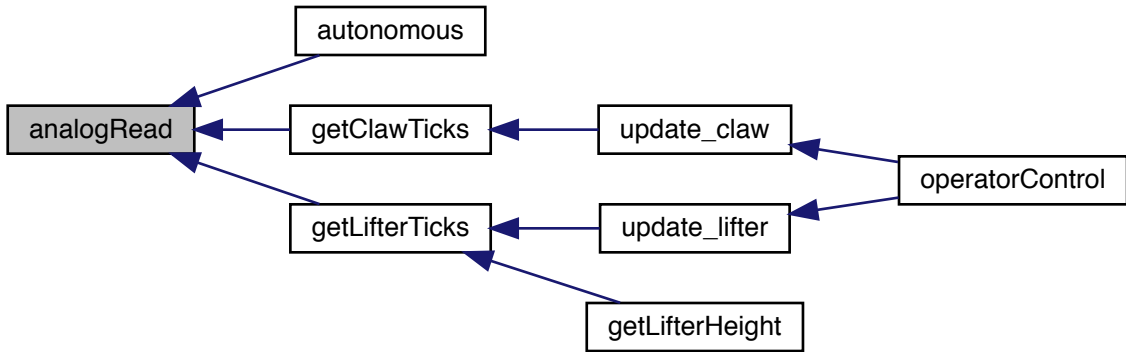 autonomous
analogRead
getClawTicks
update_claw
operatorControl
getLifterTicks
update_lifter
getLifterHeight